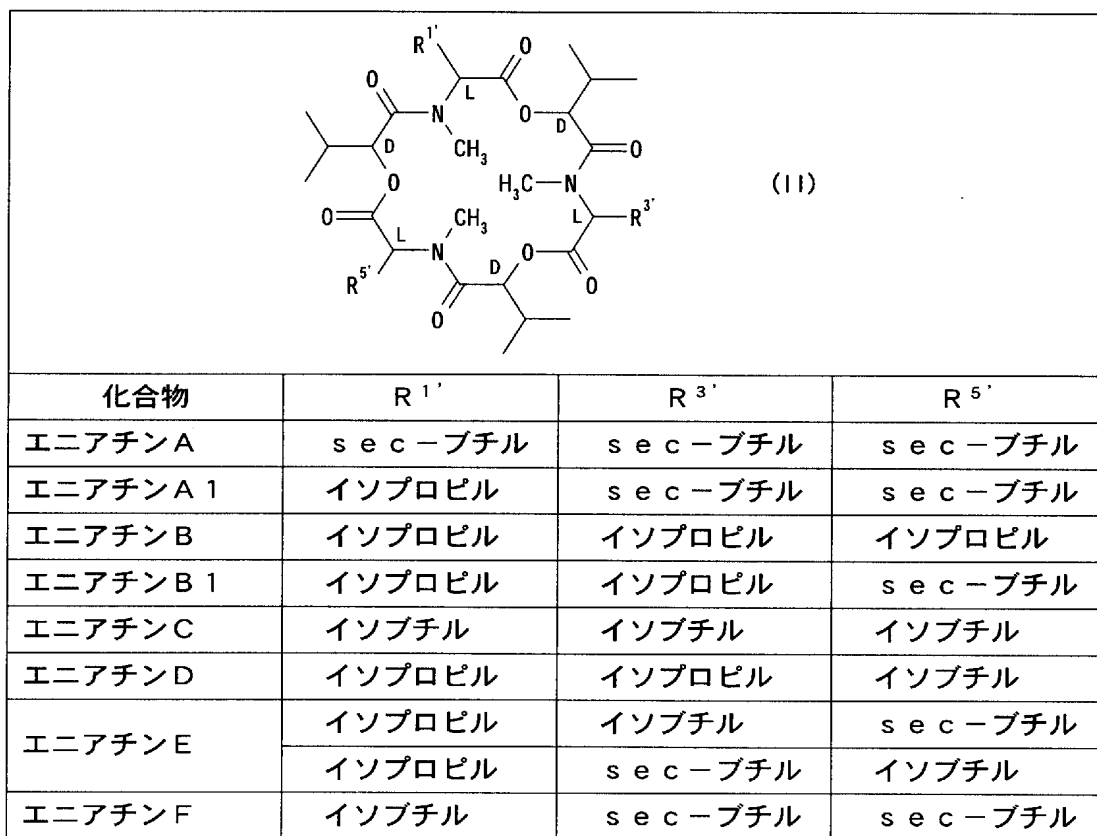 R1' O
O L
N O
D
D CH3 O
O H3C N (II)
O CH3 L R3'
L N O
R5' D
O O
化合物 R1' R3' R5'
エニアチンA sec-ブチル sec-ブチル sec-ブチル
エニアチンA1 イソプロピル sec-ブチル sec-ブチル
エニアチンB イソプロピル イソプロピル イソプロピル
エニアチンB1 イソプロピル イソプロピル sec-ブチル
エニアチンC イソブチル イソブチル イソブチル
エニアチンD イソプロピル イソプロピル イソブチル
エニアチンE イソプロピル イソブチル sec-ブチル
イソプロピル sec-ブチル イソブチル
エニアチンF イソブチル sec-ブチル sec-ブチル